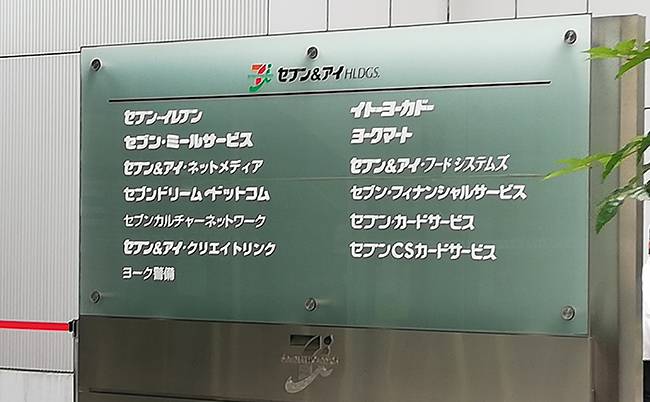 セブン&アイHLDGS.
セブン-イレブン
セブン・ミールサービス
セブン&アイ・ネットメディア
セブンドリーム・ドットコム
セブンカルチャーネットワーク
セブン&アイ・クリエイトリンク
ヨーク警備
イトーヨーカドー
ヨークマート
セブン&アイ・フードシステムズ
セブン・フィナンシャルサービス
セブン・カードサービス
セブンCSカードサービス